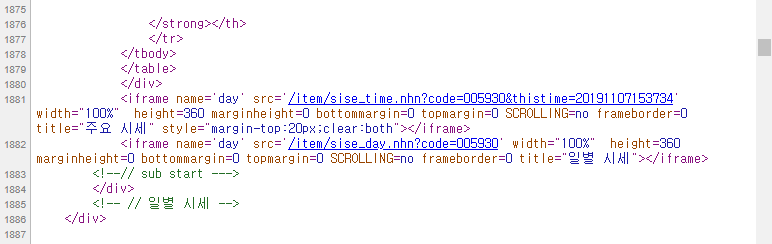 1875
1876 </strong></th>
1877 </tr>
1878 </tbody>
1879 </table>
1880 </div>
1881 <iframe name='day' src='/item/sise_time.nhn?code=005930&thistime=20191107153734'
width="100%" height=360 marginheight=0 bottommargin=0 topmargin=0 SCROLLING=no frameborder=0
title="주요 시세" style="margin-top:20px;clear:both"></iframe>
1882 <iframe name='day' src='/item/sise_day.nhn?code=005930' width="100%" height=360
marginheight=0 bottommargin=0 topmargin=0 SCROLLING=no frameborder=0 title="일별 시세"></iframe>
1883 <!--// sub start --->
1884 </div>
1885 <!-- // 일별 시세 -->
1886 </div>
1887